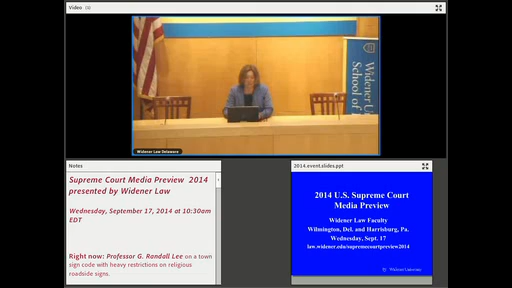 Video (1)
Widener U
School of
Widener Law Delaware
Notes
Supreme Court Media Preview 2014
presented by Widener Law
Wednesday, September 17, 2014 at 10:30am
EDT
Right now: Professor G. Randall Lee on a town
sign code with heavy restrictions on religious
roadside signs.
2014.event.slides.ppt
2014 U.S. Supreme Court
Media Preview
Widener Law Faculty
Wilmington, Del. and Harrisburg, Pa.
Wednesday, Sept. 17
law.widener.edu/supremecourtpreview2014
Widener University